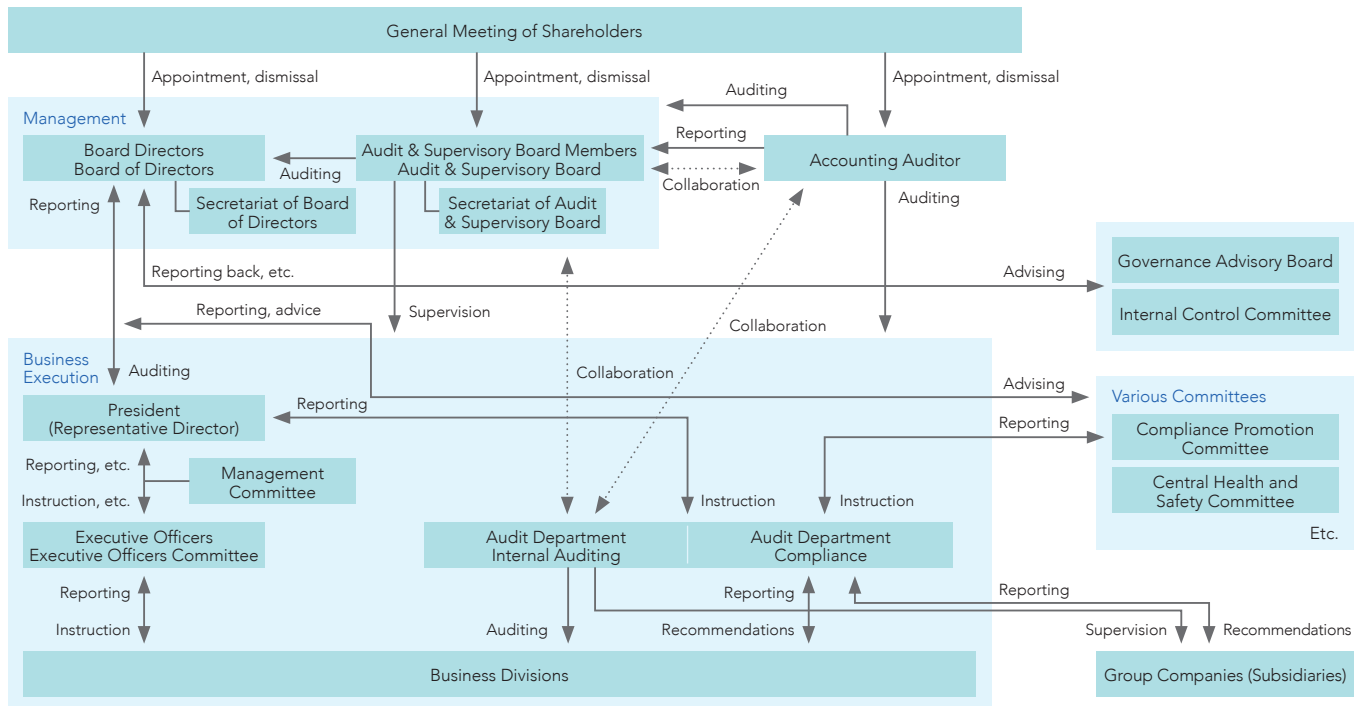 General Meeting of Shareholders
Appointment, dismissal
Appointment, dismissal
Appointment, dismissal
Auditing
Management
Board Directors
Board of Directors
Auditing
Audit & Supervisory Board Members
Audit & Supervisory Board
Reporting
Collaboration
Accounting Auditor
Reporting
Secretariat of Board
of Directors
Secretariat of Audit
& Supervisory Board
Auditing
Reporting back, etc.
Advising
Governance Advisory Board
Internal Control Committee
Reporting, advice
Supervision
Collaboration
Business
Execution
Auditing
Collaboration
Advising
Various Committees
President
(Representative Director)
Reporting
Reporting
Compliance Promotion
Committee
Reporting, etc.
Management
Committee
Instruction, etc.
Instruction
Instruction
Central Health and
Safety Committee
Etc.
Executive Officers
Executive Officers Committee
Audit Department
Internal Auditing
Audit Department
Compliance
Reporting
Reporting
Reporting
Instruction
Auditing
Recommendations
Supervision
Recommendations
Business Divisions
Group Companies (Subsidiaries)